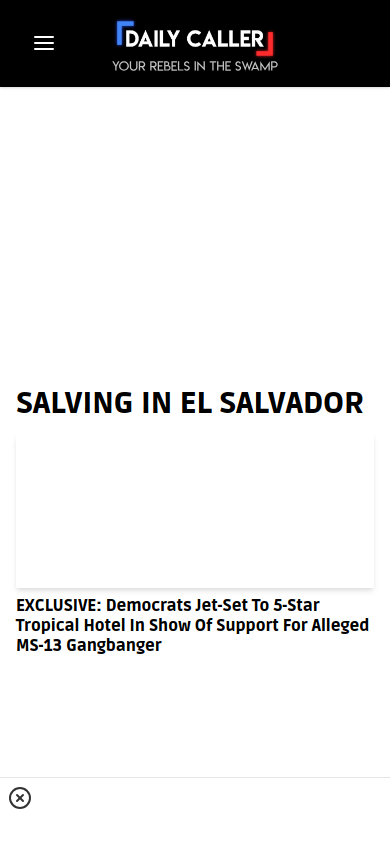 DAILY CALLER
YOUR REBELS IN THE SWAMP
SALVING IN EL SALVADOR
EXCLUSIVE: Democrats Jet-Set To 5-Star
Tropical Hotel In Show Of Support For Alleged
MS-13 Gangbanger